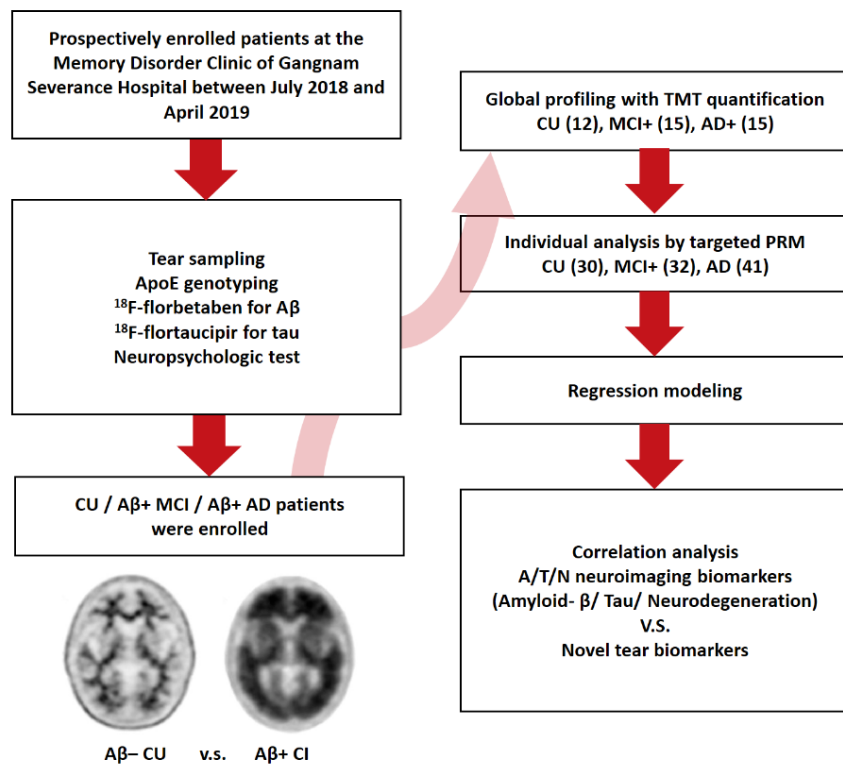 Prospectively enrolled patients at the
Memory Disorder Clinic of Gangnam
Severance Hospital between July 2018 and
April 2019
Tear sampling
ApoE genotyping
¹⁸F-florbetaben for Aβ
¹⁸F-flortaucipir for tau
Neuropsychologic test
CU / Aβ+ MCI / Aβ+ AD patients
were enrolled
Aβ– CU v.s. Aβ+ CI
Global profiling with TMT quantification
CU (12), MCI+ (15), AD+ (15)
Individual analysis by targeted PRM
CU (30), MCI+ (32), AD (41)
Regression modeling
Correlation analysis
A/T/N neuroimaging biomarkers
(Amyloid- β/ Tau/ Neurodegeneration)
V.S.
Novel tear biomarkers